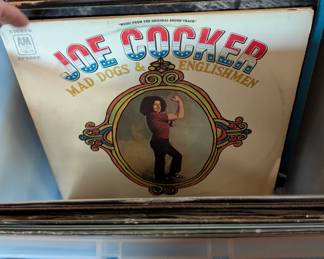 "MUSIC FROM THE ORIGINAL SOUND TRACK"
JOE COCKER
MAD DOGS & ENGLISHMEN
A&M